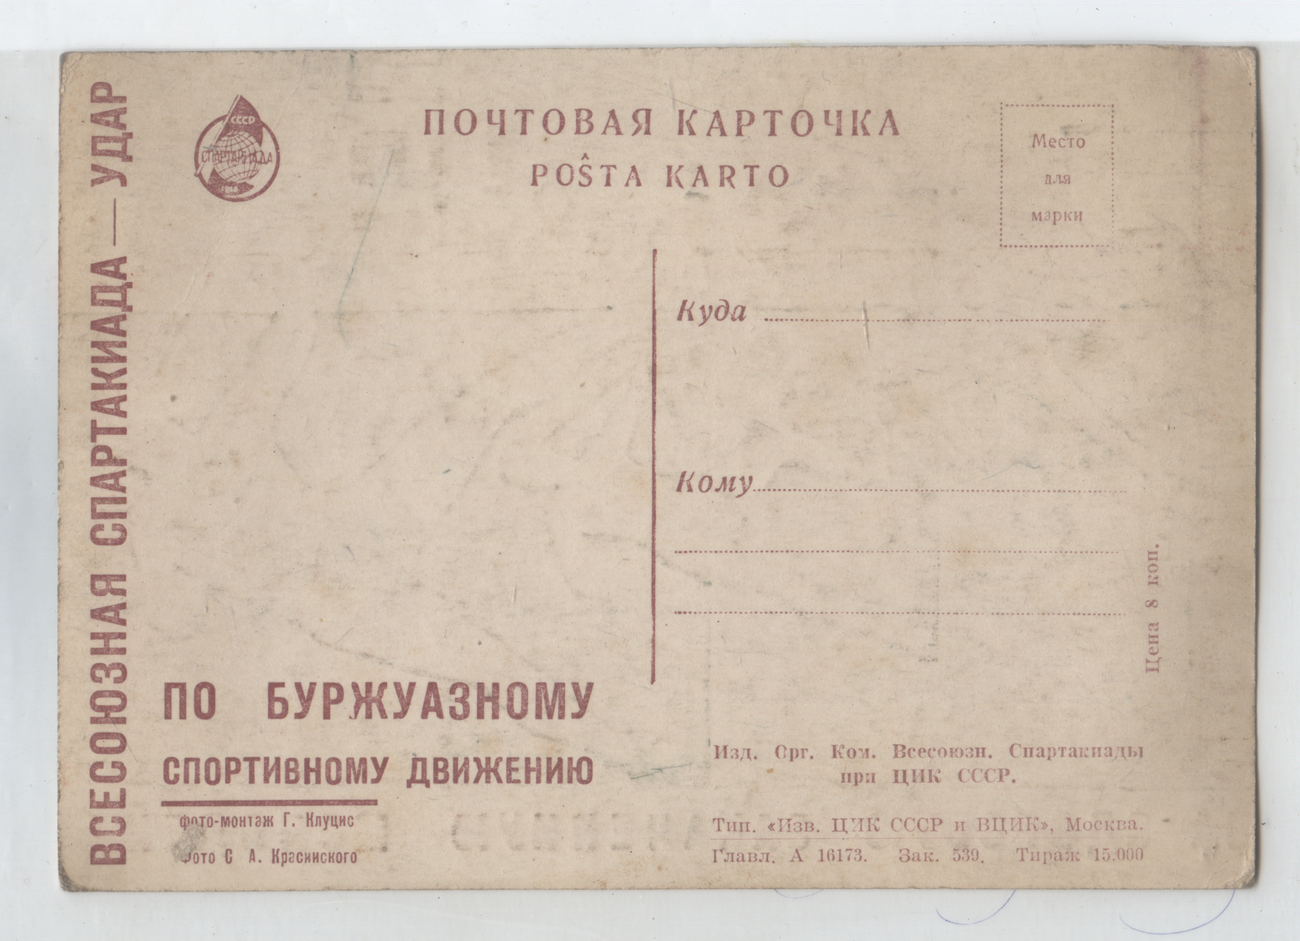 ВСЕСОЮЗНАЯ СПАРТАКИАДА — УДАР
СССР
СПАРТАКИАДА
ПОЧТОВАЯ КАРТОЧКА
POŜTA KARTO
Место
для
марки
Куда
Кому
Цена 8 коп.
ПО БУРЖУАЗНОМУ
СПОРТИВНОМУ ДВИЖЕНИЮ
фото-монтаж Г. Клуцис
Фото С А. Красинского
Изд. Орг. Ком. Всесоюзн. Спартакиады
при ЦИК СССР.
Тип. «Изв. ЦИК СССР и ВЦИК», Москва.
Главл. А 16173. Зак. 539. Тираж 15.000